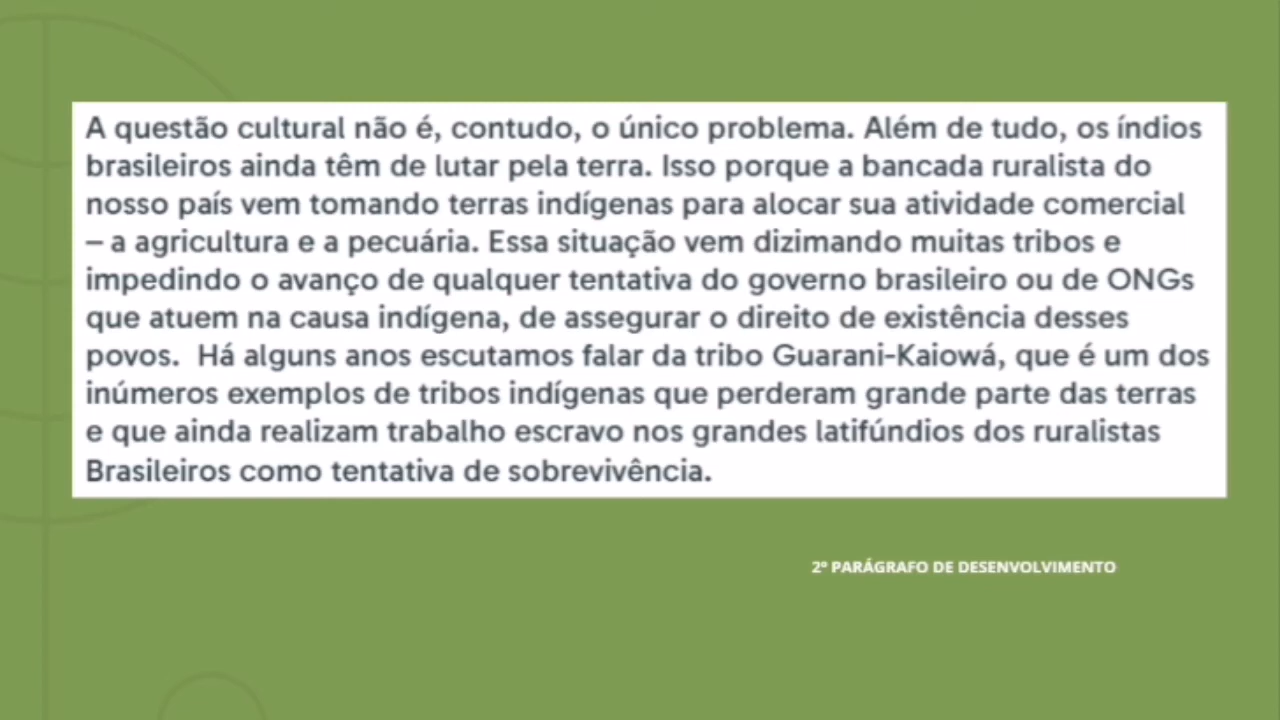 A questão cultural não é, contudo, o único problema. Além de tudo, os índios
brasileiros ainda têm de lutar pela terra. Isso porque a bancada ruralista do
nosso país vem tomando terras indígenas para alocar sua atividade comercial
– a agricultura e a pecuária. Essa situação vem dizimando muitas tribos e
impedindo o avanço de qualquer tentativa do governo brasileiro ou de ONGs
que atuem na causa indígena, de assegurar o direito de existência desses
povos.  Há alguns anos escutamos falar da tribo Guarani-Kaiowá, que é um dos
inúmeros exemplos de tribos indígenas que perderam grande parte das terras
e que ainda realizam trabalho escravo nos grandes latifúndios dos ruralistas
Brasileiros como tentativa de sobrevivência.
2º PARÁGRAFO DE DESENVOLVIMENTO